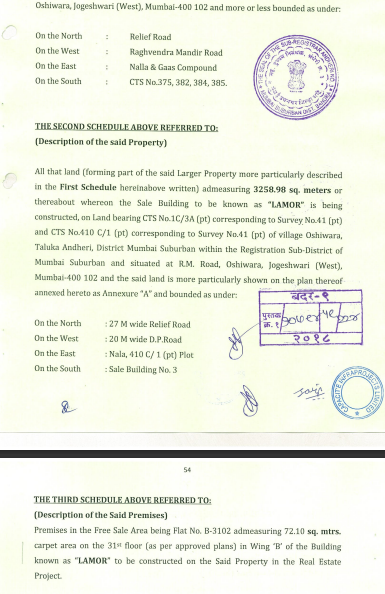 Oshiwara, Jogeshwari (West), Mumbai-400 102 and more or less bounded as under:
On the North : Relief Road
On the West : Raghvendra Mandir Road
On the East : Nalla & Gaas Compound
On the South : CTS No.375, 382, 384, 385.
THE SECOND SCHEDULE ABOVE REFERRED TO:
(Description of the said Property)
All that land (forming part of the said Larger Property more particularly described
in the First Schedule hereinabove written) admeasuring 3258.98 sq. meters or
thereabout whereon the Sale Building to be known as "LAMOR" is being
constructed, on Land bearing CTS No.1C/3A (pt) corresponding to Survey No.41 (pt)
and CTS No.410 C/1 (pt) corresponding to Survey No.41 (pt) of village Oshiwara,
Taluka Andheri, District Mumbai Suburban within the Registration Sub-District of
Mumbai Suburban and situated at R.M. Road, Oshiwara, Jogeshwari (West),
Mumbai-400 102 and the said land is more particularly shown on the plan thereof
annexed hereto as Annexure "A" and bounded as under:
बदर-९
पुस्तक
क्र. १
२०१८
On the North : 27 M wide Relief Road
On the West : 20 M wide D.P.Road
On the East : Nala, 410 C/ 1 (pt) Plot
On the South : Sale Building No. 3
CAPACITE INFRAPROJECTS LIMITED
54
THE THIRD SCHEDULE ABOVE REFERRED TO:
(Description of the Said Premises)
Premises in the Free Sale Area being Flat No. B-3102 admeasuring 72.10 sq. mtrs.
carpet area on the 31st floor (as per approved plans) in Wing 'B' of the Building
known as "LAMOR" to be constructed on the Said Property in the Real Estate
Project.